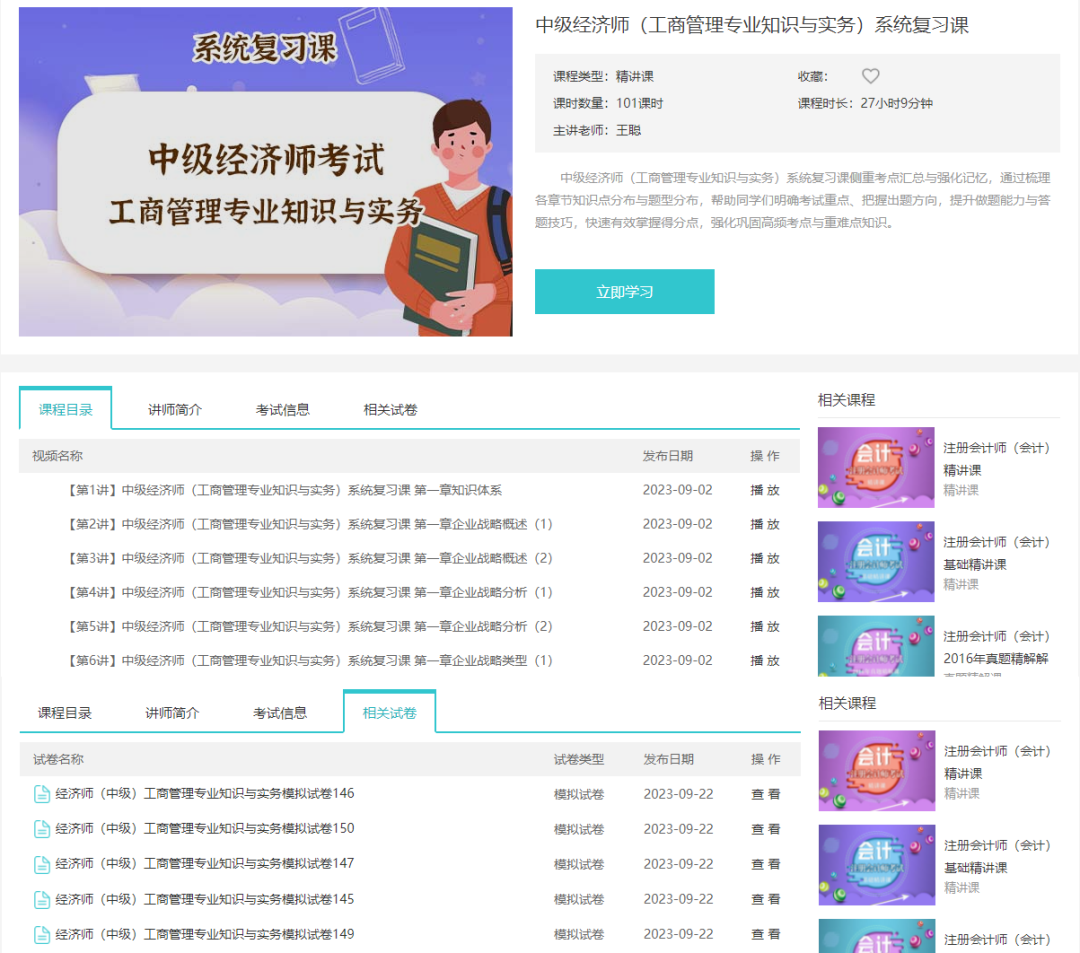 系统复习课
中级经济师考试
工商管理专业知识与实务
中级经济师（工商管理专业知识与实务）系统复习课
课程类型：精讲课
收藏：
课时数量：101课时
课程时长：27小时9分钟
主讲老师：王聪
中级经济师（工商管理专业知识与实务）系统复习课侧重考点汇总与强化记忆，通过梳理
各章节知识点分布与题型分布，帮助同学们明确考试重点、把握出题方向，提升做题能力与答
题技巧，快速有效掌握得分点，强化巩固高频考点与重难点知识。
立即学习
课程目录 讲师简介 考试信息 相关试卷
视频名称 发布日期 操 作
【第1讲】中级经济师（工商管理专业知识与实务）系统复习课 第一章知识体系 2023-09-02 播 放
【第2讲】中级经济师（工商管理专业知识与实务）系统复习课 第一章企业战略概述（1） 2023-09-02 播 放
【第3讲】中级经济师（工商管理专业知识与实务）系统复习课 第一章企业战略概述（2） 2023-09-02 播 放
【第4讲】中级经济师（工商管理专业知识与实务）系统复习课 第一章企业战略分析（1） 2023-09-02 播 放
【第5讲】中级经济师（工商管理专业知识与实务）系统复习课 第一章企业战略分析（2） 2023-09-02 播 放
【第6讲】中级经济师（工商管理专业知识与实务）系统复习课 第一章企业战略类型（1） 2023-09-02 播 放
相关课程
会计
注册会计师（会计）
精讲课
精讲课
会计
注册会计师（会计）
基础精讲课
精讲课
会计
注册会计师（会计）
2016年真题精解解
课程目录 讲师简介 考试信息 相关试卷
试卷名称 试卷类型 发布日期 操 作
经济师（中级）工商管理专业知识与实务模拟试卷146 模拟试卷 2023-09-22 查 看
经济师（中级）工商管理专业知识与实务模拟试卷150 模拟试卷 2023-09-22 查 看
经济师（中级）工商管理专业知识与实务模拟试卷147 模拟试卷 2023-09-22 查 看
经济师（中级）工商管理专业知识与实务模拟试卷145 模拟试卷 2023-09-22 查 看
经济师（中级）工商管理专业知识与实务模拟试卷149 模拟试卷 2023-09-22 查 看
相关课程
会计
注册会计师（会计）
精讲课
精讲课
会计
注册会计师（会计）
基础精讲课
精讲课
会计
注册会计师（会计）